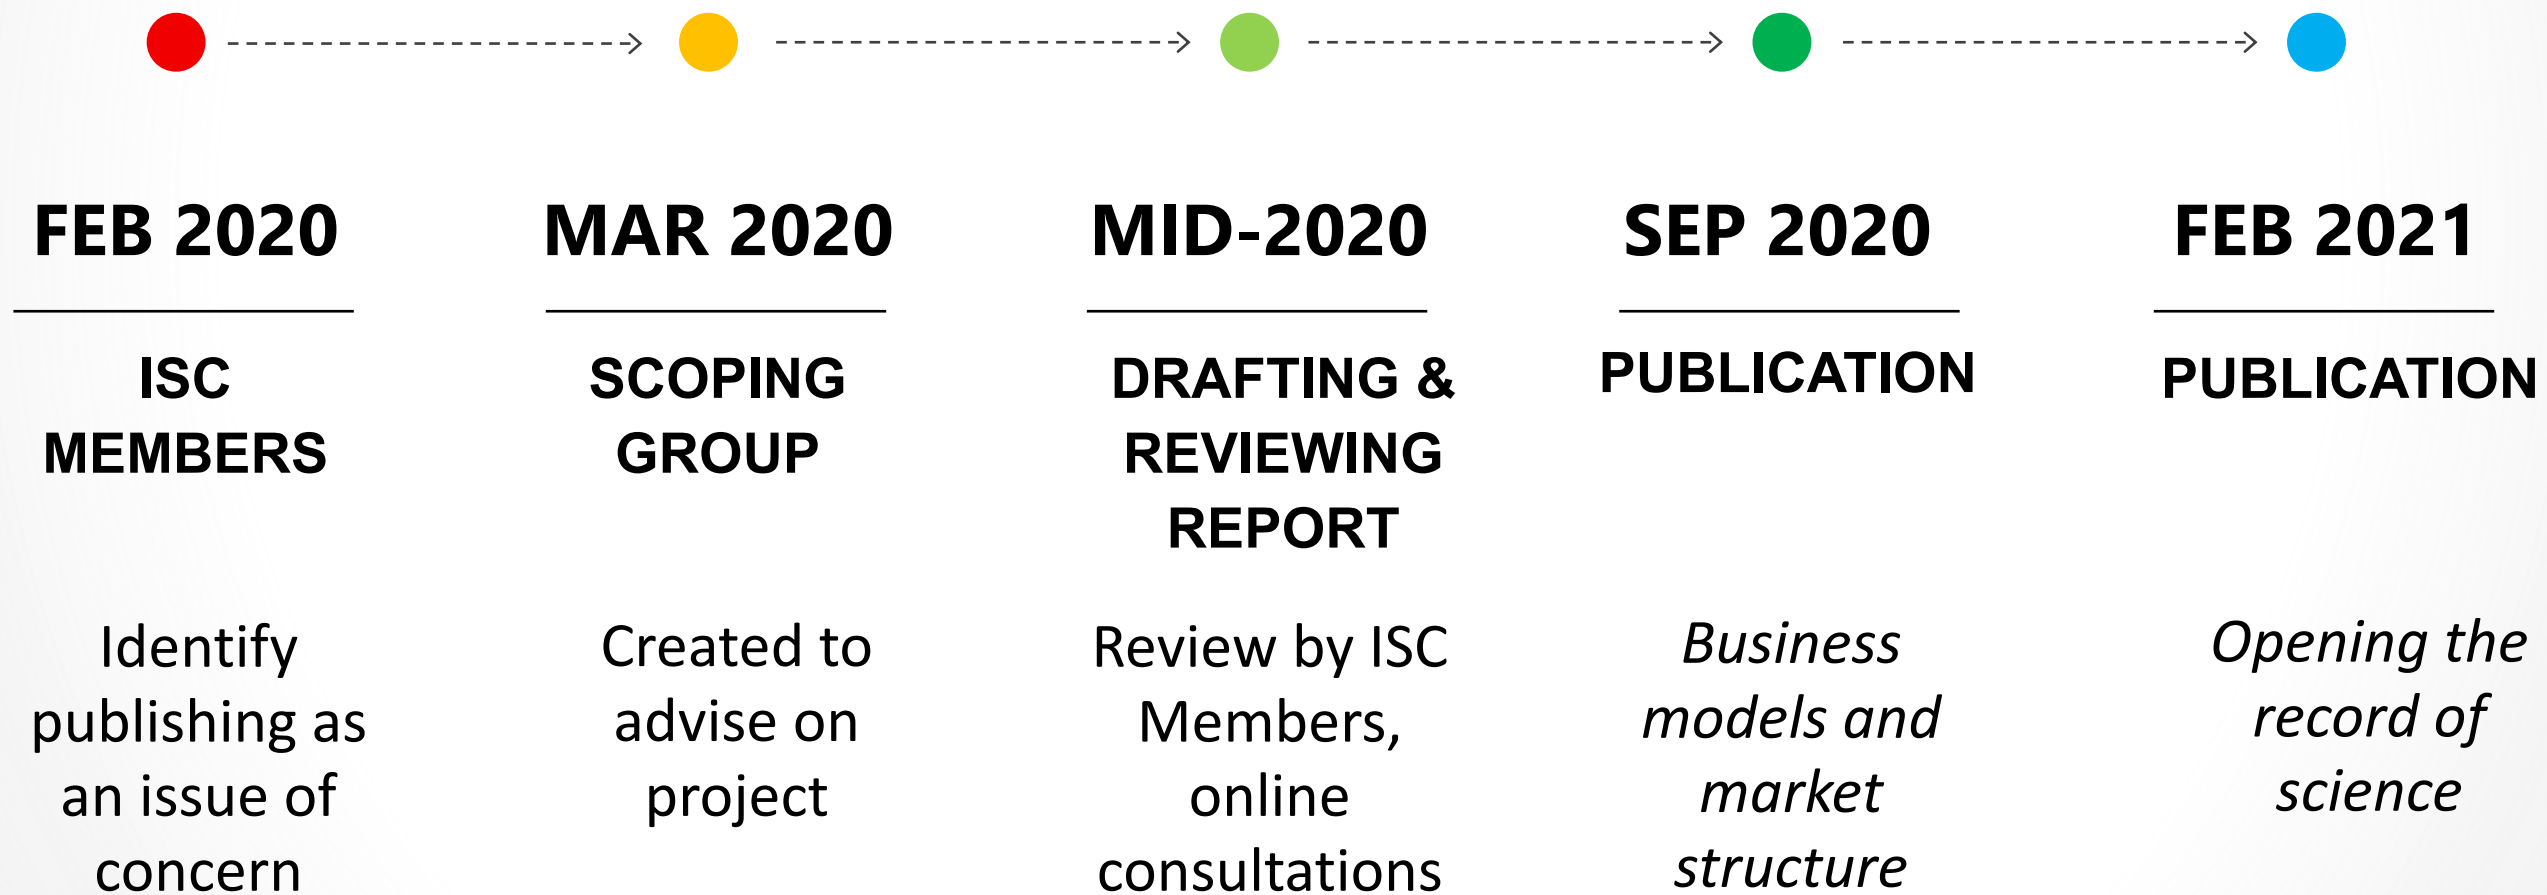 FEB 2020
ISC
MEMBERS
Identify
publishing as
an issue of
concern
MAR 2020
SCOPING
GROUP
Created to
advise on
project
MID-2020
DRAFTING &
REVIEWING
REPORT
Review by ISC
Members,
online
consultations
SEP 2020
PUBLICATION
Business
models and
market
structure
FEB 2021
PUBLICATION
Opening the
record of
science